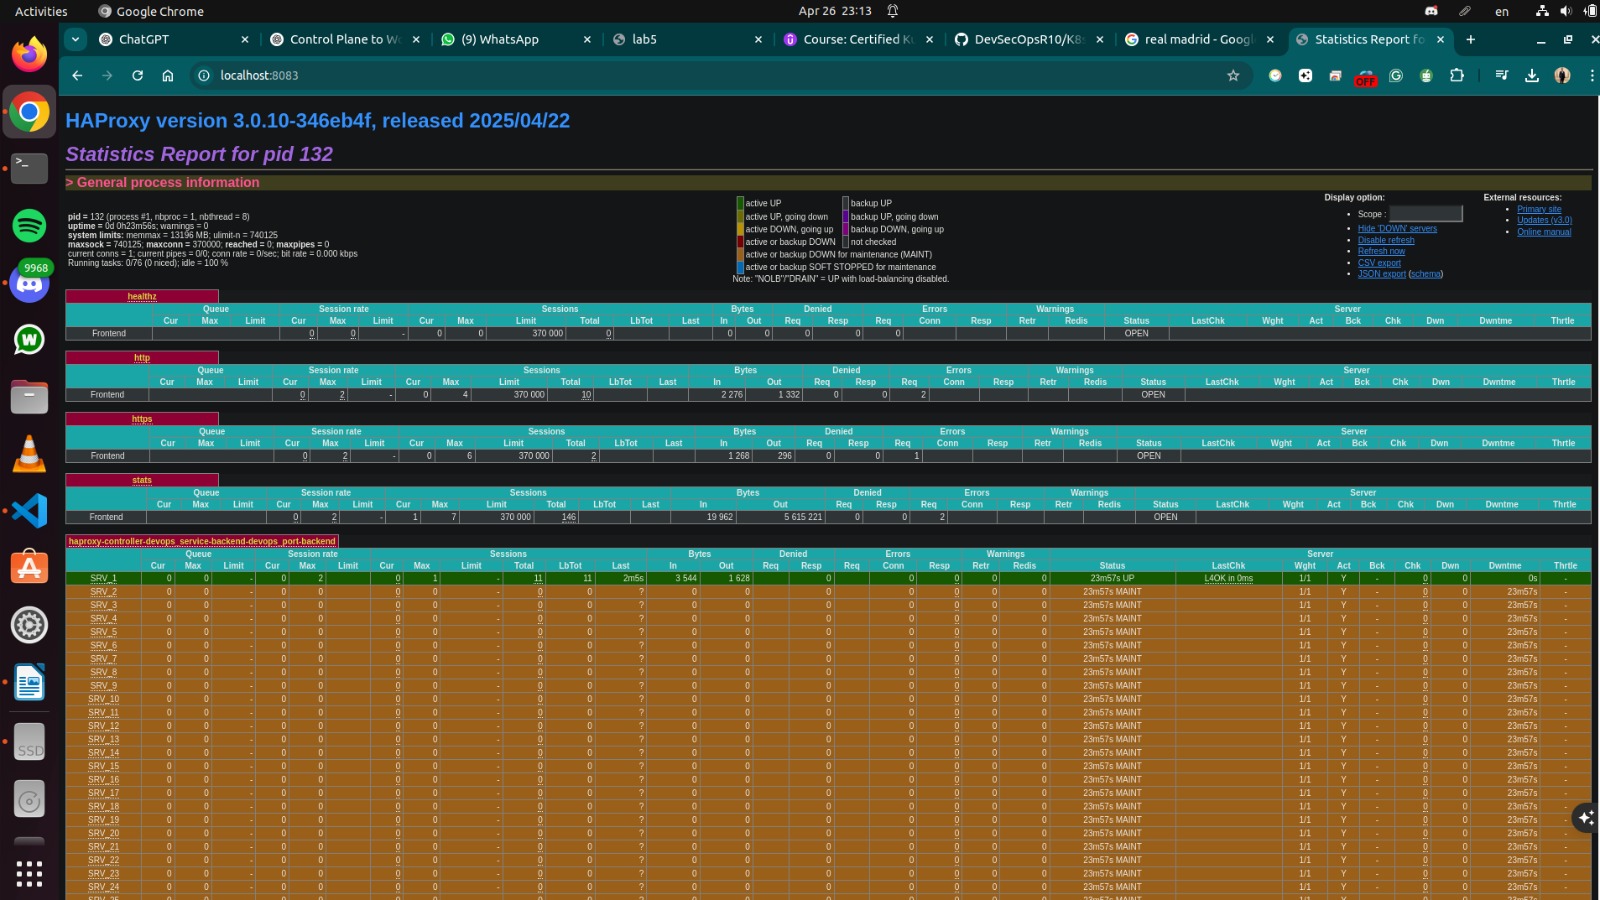 Activities Google Chrome Apr 26 23:13 en
ChatGPT (9) WhatsApp lab5 DevSecOpsR10/K8s
Control Plane to Wo
Course: Certified Ku
real madrid - Googl
Statistics Report fo
localhost:8083
OFF
HAProxy version 3.0.10-346eb4f, released 2025/04/22
Statistics Report for pid 132
> General process information
pid = 132 (process #1, nbproc = 1, nbthread = 8)
uptime = 0d 0h23m56s; warnings = 0
system limits: memmax = 13196 MB; ulimit-n = 740125
maxsock = 740125; maxconn = 370000; reached = 0; maxpipes = 0
current conns = 1; current pipes = 0/0; conn rate = 0/sec; bit rate = 0.000 kbps
Running tasks: 0/76 (0 niced); idle = 100 %
active UP backup UP
active UP, going down backup UP, going down
active DOWN, going up backup DOWN, going up
active or backup DOWN not checked
active or backup DOWN for maintenance (MAINT)
active or backup SOFT STOPPED for maintenance
Note: "NOLB"/"DRAIN" = UP with load-balancing disabled.
Display option:
Scope :
Hide 'DOWN' servers
Disable refresh
Refresh now
CSV export
JSON export (schema)
External resources:
Primary site
Updates (v3.0)
Online manual
9968
SSD
healthz
Queue Session rate Sessions Bytes Denied Errors Warnings Server
Cur Max Limit Cur Max Limit Cur Max Limit Total LbTot Last In Out Req Resp Req Conn Resp Retr Redis Status LastChk Wght Act Bck Chk Dwn Dwntme Thrtle
Frontend 0 0 - 0 0 370 000 0 0 0 0 0 0 OPEN
http
Queue Session rate Sessions Bytes Denied Errors Warnings Server
Cur Max Limit Cur Max Limit Cur Max Limit Total LbTot Last In Out Req Resp Req Conn Resp Retr Redis Status LastChk Wght Act Bck Chk Dwn Dwntme Thrtle
Frontend 0 2 - 0 4 370 000 10 2 276 1 332 0 0 2 OPEN
https
Queue Session rate Sessions Bytes Denied Errors Warnings Server
Cur Max Limit Cur Max Limit Cur Max Limit Total LbTot Last In Out Req Resp Req Conn Resp Retr Redis Status LastChk Wght Act Bck Chk Dwn Dwntme Thrtle
Frontend 0 2 - 0 6 370 000 2 1 268 296 0 0 1 OPEN
stats
Queue Session rate Sessions Bytes Denied Errors Warnings Server
Cur Max Limit Cur Max Limit Cur Max Limit Total LbTot Last In Out Req Resp Req Conn Resp Retr Redis Status LastChk Wght Act Bck Chk Dwn Dwntme Thrtle
Frontend 0 2 - 1 7 370 000 146 19 962 5 615 221 0 0 2 OPEN
haproxy-controller-devops_service-backend-devops_port-backend
Queue Session rate Sessions Bytes Denied Errors Warnings Server
Cur Max Limit Cur Max Limit Cur Max Limit Total LbTot Last In Out Req Resp Req Conn Resp Retr Redis Status LastChk Wght Act Bck Chk Dwn Dwntme Thrtle
SRV_1 0 0 - 0 2 0 1 - 11 11 2m5s 3 544 1 628 0 0 0 0 0 0 23m57s UP L4OK in 0ms 1/1 Y - 0 0 0s -
SRV_2 0 0 - 0 0 0 0 - 0 0 ? 0 0 0 0 0 0 0 0 23m57s MAINT 1/1 Y - 0 0 23m57s -
SRV_3 0 0 - 0 0 0 0 - 0 0 ? 0 0 0 0 0 0 0 0 23m57s MAINT 1/1 Y - 0 0 23m57s -
SRV_4 0 0 - 0 0 0 0 - 0 0 ? 0 0 0 0 0 0 0 0 23m57s MAINT 1/1 Y - 0 0 23m57s -
SRV_5 0 0 - 0 0 0 0 - 0 0 ? 0 0 0 0 0 0 0 0 23m57s MAINT 1/1 Y - 0 0 23m57s -
SRV_6 0 0 - 0 0 0 0 - 0 0 ? 0 0 0 0 0 0 0 0 23m57s MAINT 1/1 Y - 0 0 23m57s -
SRV_7 0 0 - 0 0 0 0 - 0 0 ? 0 0 0 0 0 0 0 0 23m57s MAINT 1/1 Y - 0 0 23m57s -
SRV_8 0 0 - 0 0 0 0 - 0 0 ? 0 0 0 0 0 0 0 0 23m57s MAINT 1/1 Y - 0 0 23m57s -
SRV_9 0 0 - 0 0 0 0 - 0 0 ? 0 0 0 0 0 0 0 0 23m57s MAINT 1/1 Y - 0 0 23m57s -
SRV_10 0 0 - 0 0 0 0 - 0 0 ? 0 0 0 0 0 0 0 0 23m57s MAINT 1/1 Y - 0 0 23m57s -
SRV_11 0 0 - 0 0 0 0 - 0 0 ? 0 0 0 0 0 0 0 0 23m57s MAINT 1/1 Y - 0 0 23m57s -
SRV_12 0 0 - 0 0 0 0 - 0 0 ? 0 0 0 0 0 0 0 0 23m57s MAINT 1/1 Y - 0 0 23m57s -
SRV_13 0 0 - 0 0 0 0 - 0 0 ? 0 0 0 0 0 0 0 0 23m57s MAINT 1/1 Y - 0 0 23m57s -
SRV_14 0 0 - 0 0 0 0 - 0 0 ? 0 0 0 0 0 0 0 0 23m57s MAINT 1/1 Y - 0 0 23m57s -
SRV_15 0 0 - 0 0 0 0 - 0 0 ? 0 0 0 0 0 0 0 0 23m57s MAINT 1/1 Y - 0 0 23m57s -
SRV_16 0 0 - 0 0 0 0 - 0 0 ? 0 0 0 0 0 0 0 0 23m57s MAINT 1/1 Y - 0 0 23m57s -
SRV_17 0 0 - 0 0 0 0 - 0 0 ? 0 0 0 0 0 0 0 0 23m57s MAINT 1/1 Y - 0 0 23m57s -
SRV_18 0 0 - 0 0 0 0 - 0 0 ? 0 0 0 0 0 0 0 0 23m57s MAINT 1/1 Y - 0 0 23m57s -
SRV_19 0 0 - 0 0 0 0 - 0 0 ? 0 0 0 0 0 0 0 0 23m57s MAINT 1/1 Y - 0 0 23m57s -
SRV_20 0 0 - 0 0 0 0 - 0 0 ? 0 0 0 0 0 0 0 0 23m57s MAINT 1/1 Y - 0 0 23m57s -
SRV_21 0 0 - 0 0 0 0 - 0 0 ? 0 0 0 0 0 0 0 0 23m57s MAINT 1/1 Y - 0 0 23m57s -
SRV_22 0 0 - 0 0 0 0 - 0 0 ? 0 0 0 0 0 0 0 0 23m57s MAINT 1/1 Y - 0 0 23m57s -
SRV_23 0 0 - 0 0 0 0 - 0 0 ? 0 0 0 0 0 0 0 0 23m57s MAINT 1/1 Y - 0 0 23m57s -
SRV_24 0 0 - 0 0 0 0 - 0 0 ? 0 0 0 0 0 0 0 0 23m57s MAINT 1/1 Y - 0 0 23m57s -